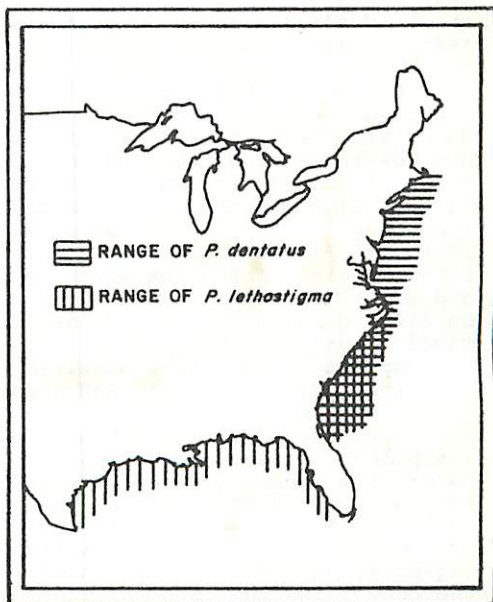 RANGE OF P. dentatus
RANGE OF P. lethostigma